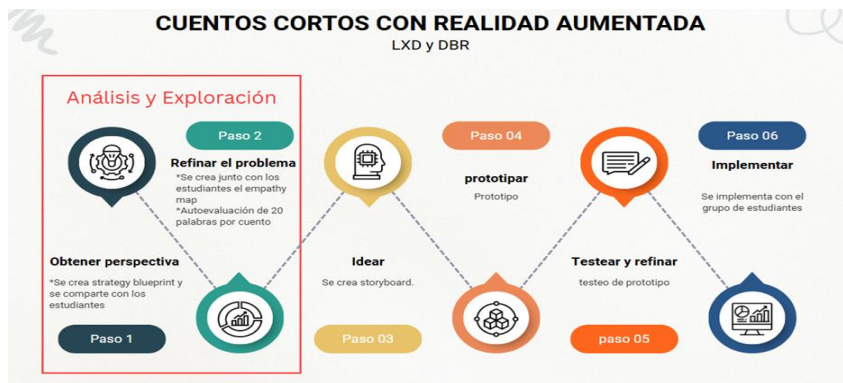 CUENTOS CORTOS CON REALIDAD AUMENTADA
LXD y DBR
Análisis y Exploración
Obtener perspectiva
*Se crea strategy blueprint y
se comparte con los
estudiantes
Paso 1
Paso 2
Refinar el problema
*Se crea junto con los
estudiantes el empathy
map
*Autoevaluación de 20
palabras por cuento
Idear
Se crea storyboard.
Paso 03
Paso 04
prototipar
Prototipo
Testear y refinar
testeo de prototipo
paso 05
Paso 06
Implementar
Se implementa con el
grupo de estudiantes